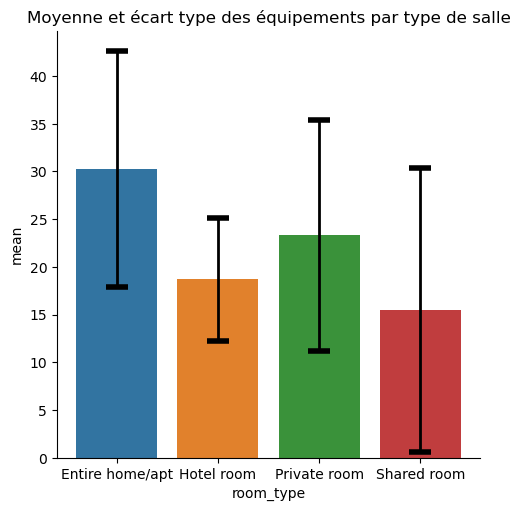 Moyenne et écart type des équipements par type de salle
40
35
30
25
20
15
10
5
0
mean
Entire home/apt Hotel room Private room Shared room
room_type